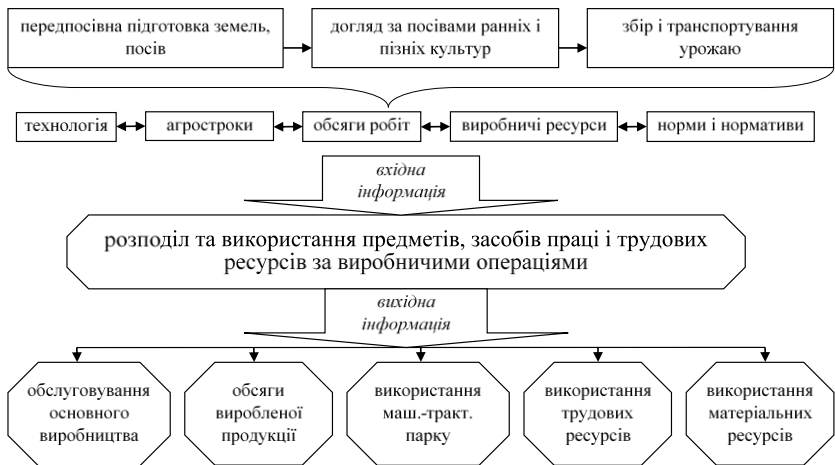 передпосівна підготовка земель,
посів
догляд за посівами ранніх і
пізніх культур
збір і транспортування
урожаю
технологія
агростроки
обсяги робіт
виробничі ресурси
норми і нормативи
вхідна
інформація
розподіл та використання предметів, засобів праці і трудових
ресурсів за виробничими операціями
вихідна
інформація
обслуговування
основного
виробництва
обсяги
виробленої
продукції
використання
маш.-тракт.
парку
використання
трудових
ресурсів
використання
матеріальних
ресурсів